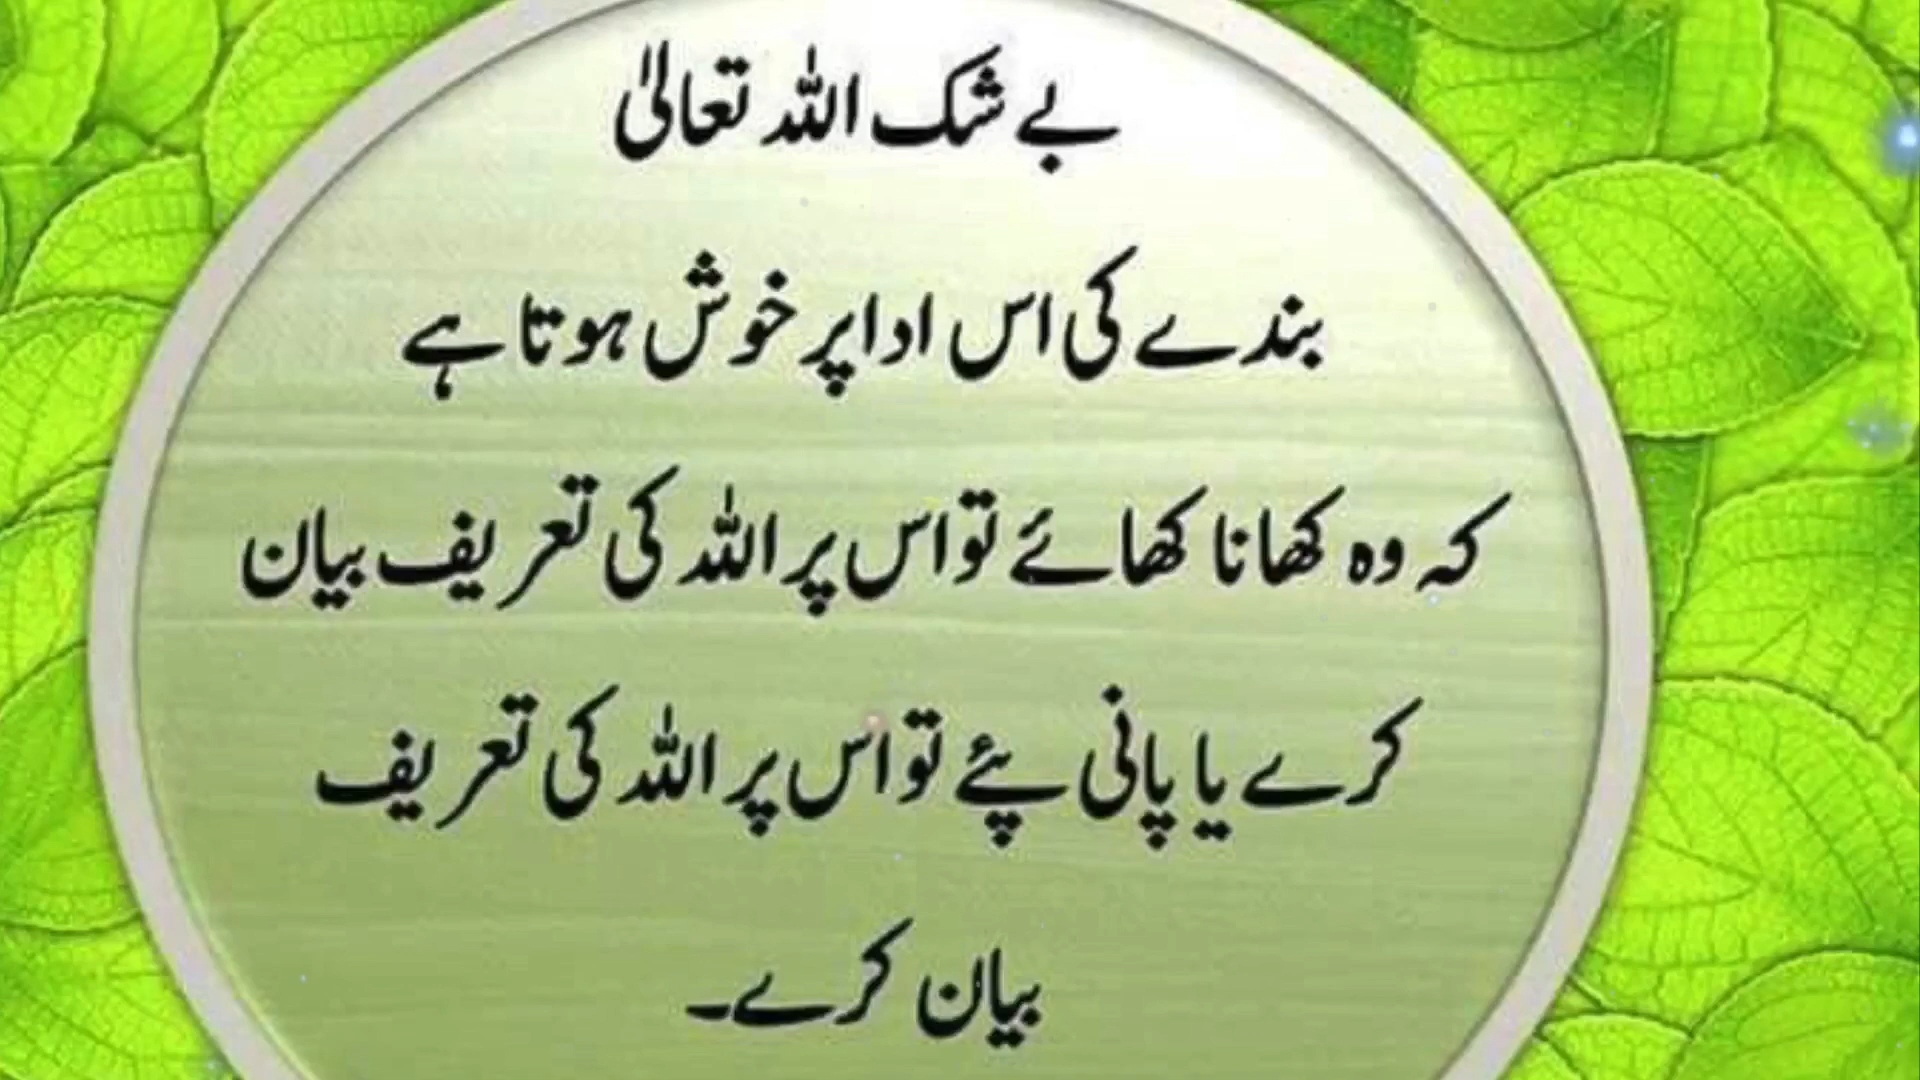 بے شک اللہ تعالیٰ
بندے کی اس ادا پر خوش ہوتا ہے
کہ وہ کھانا کھائے تو اس پر اللہ کی تعریف بیان
کرے یا پانی پئے تو اس پر اللہ کی تعریف
بیان کرے۔